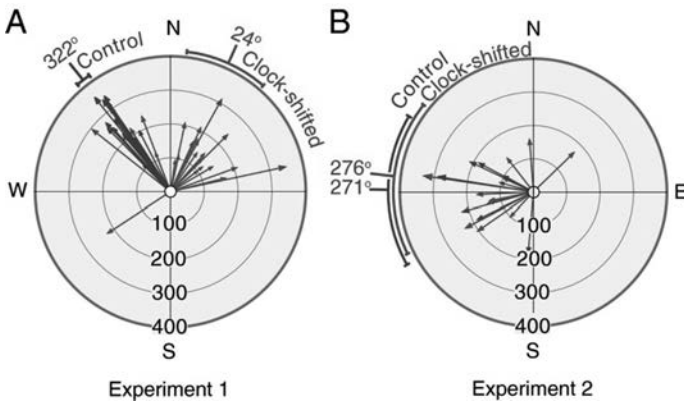 A
N
322°
Control
24°
Clock-shifted
W
100
200
300
400
S
Experiment 1
B
N
Control
Clock-shifted
276°
271°
E
100
200
300
400
S
Experiment 2